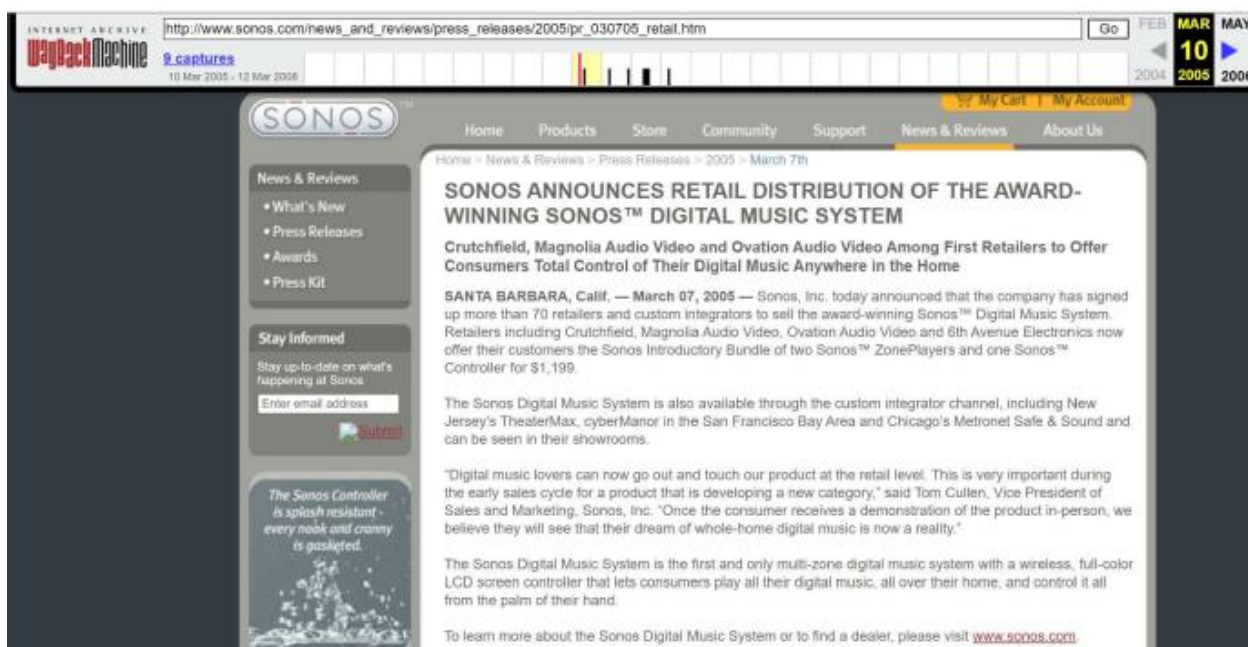 INTERNET ARCHIVE
WayBackMachine
http://www.sonos.com/news_and_reviews/press_releases/2005/pr_030705_retail.htm
Go
FEB MAR MAY
9 captures
10 Mar 2005 - 12 Mar 2006
10
2004 2005 2006
SONOS™
My Cart | My Account
Home Products Store Community Support News & Reviews About Us
Home > News & Reviews > Press Releases > 2005 > March 7th
News & Reviews
• What's New
• Press Releases
• Awards
• Press Kit
Stay Informed
Stay up-to-date on what's
happening at Sonos
Enter email address
Submit
The Sonos Controller
is splash resistant -
every nook and cranny
is gasketed.
SONOS ANNOUNCES RETAIL DISTRIBUTION OF THE AWARD-
WINNING SONOS™ DIGITAL MUSIC SYSTEM
Crutchfield, Magnolia Audio Video and Ovation Audio Video Among First Retailers to Offer
Consumers Total Control of Their Digital Music Anywhere in the Home
SANTA BARBARA, Calif. — March 07, 2005 — Sonos, Inc. today announced that the company has signed
up more than 70 retailers and custom integrators to sell the award-winning Sonos™ Digital Music System.
Retailers including Crutchfield, Magnolia Audio Video, Ovation Audio Video and 6th Avenue Electronics now
offer their customers the Sonos Introductory Bundle of two Sonos™ ZonePlayers and one Sonos™
Controller for $1,199.
The Sonos Digital Music System is also available through the custom integrator channel, including New
Jersey's TheaterMax, cyberManor in the San Francisco Bay Area and Chicago's Metronet Safe & Sound and
can be seen in their showrooms.
"Digital music lovers can now go out and touch our product at the retail level. This is very important during
the early sales cycle for a product that is developing a new category," said Tom Cullen, Vice President of
Sales and Marketing, Sonos, Inc. "Once the consumer receives a demonstration of the product in-person, we
believe they will see that their dream of whole-home digital music is now a reality."
The Sonos Digital Music System is the first and only multi-zone digital music system with a wireless, full-color
LCD screen controller that lets consumers play all their digital music, all over their home, and control it all
from the palm of their hand.
To learn more about the Sonos Digital Music System or to find a dealer, please visit www.sonos.com.